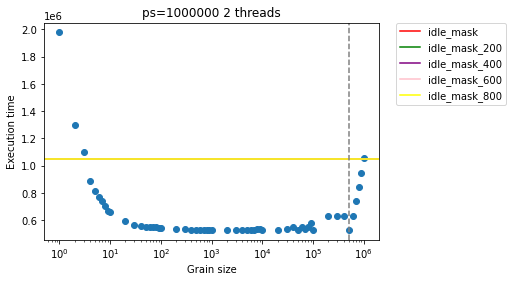 ps=1000000 2 threads
1e6
2.0
1.8
1.6
1.4
1.2
1.0
0.8
0.6
Execution time
10^0
10^1
10^2
10^3
10^4
10^5
10^6
Grain size
idle_mask
idle_mask_200
idle_mask_400
idle_mask_600
idle_mask_800